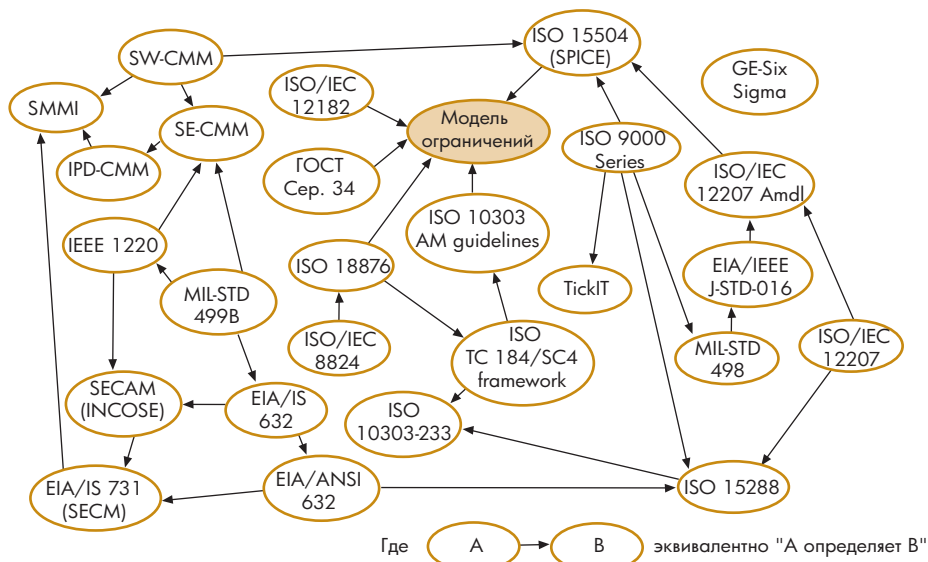 SW-CMM
ISO 15504
(SPICE)
GE-Six
Sigma
ISO/IEC
12182
SMMI
SE-CMM
Модель
ограничений
ISO 9000
Series
IPD-CMM
ГОСТ
Сер. 34
ISO/IEC
12207 Amdl
ISO 10303
AM guidelines
IEEE 1220
ISO 18876
EIA/IEEE
J-STD-016
TickIT
MIL-STD
499B
ISO/IEC
8824
ISO
TC 184/SC4
framework
MIL-STD
498
ISO/IEC
12207
SECAM
(INCOSE)
EIA/IS
632
ISO
10303-233
EIA/IS 731
(SECM)
EIA/ANSI
632
ISO 15288
Где A B эквивалентно "А определяет В"